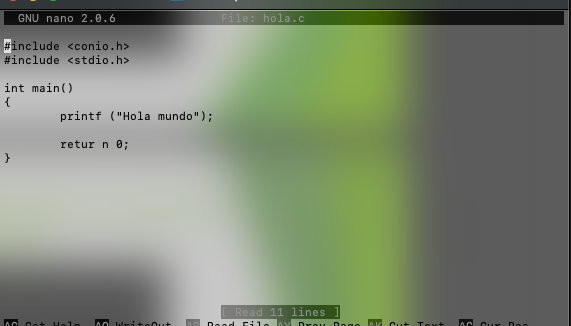 GNU nano 2.0.6 File: hola.c
#include <conio.h>
#include <stdio.h>
int main()
{
printf ("Hola mundo");
retur n 0;
}
[ Read 11 lines ]
^G Get Help ^O WriteOut ^R Read File ^Y Prev Page ^K Cut Text ^C Cur Pos